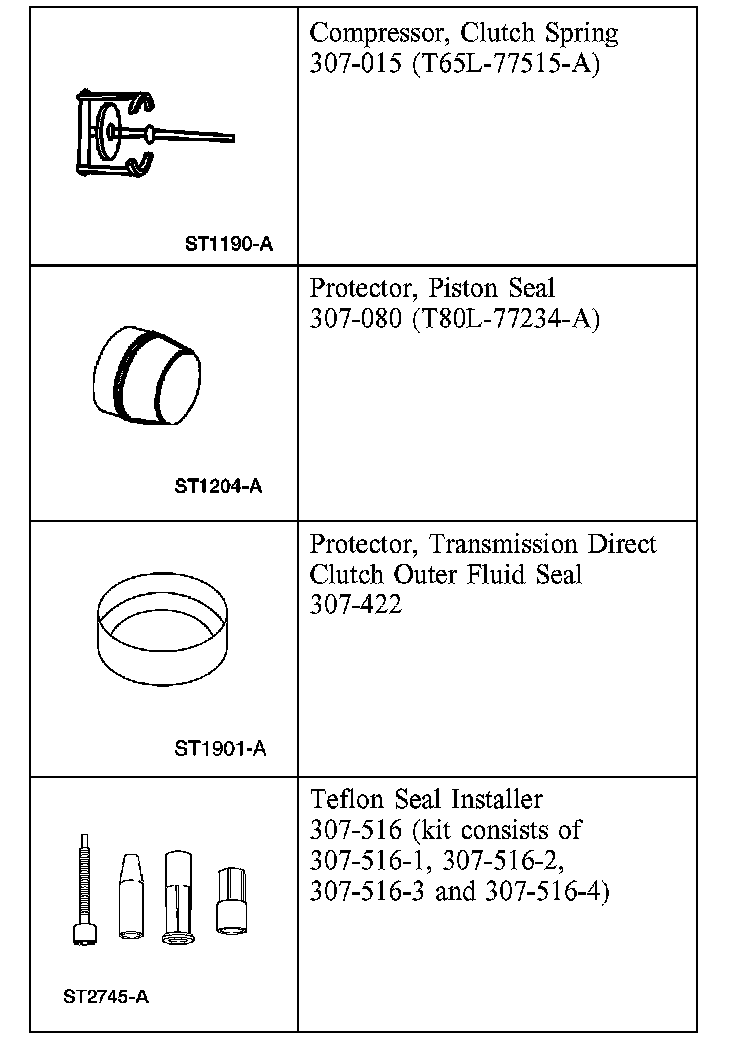 Compressor, Clutch Spring
307-015 (T65L-77515-A)
ST1190-A
Protector, Piston Seal
307-080 (T80L-77234-A)
ST1204-A
Protector, Transmission Direct
Clutch Outer Fluid Seal
307-422
ST1901-A
Teflon Seal Installer
307-516 (kit consists of
307-516-1, 307-516-2,
307-516-3 and 307-516-4)
ST2745-A